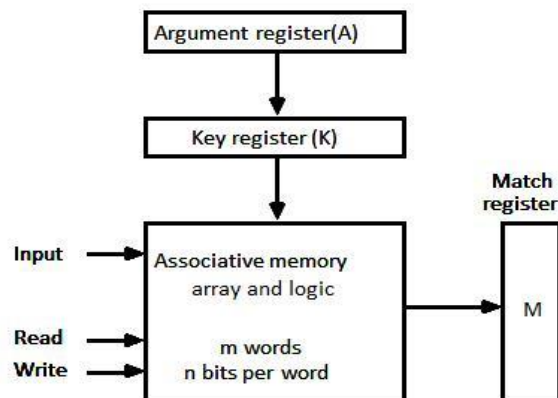 Argument register(A)
Key register (K)
Match
register
Input
Associative memory
array and logic
M
Read
m words
Write
n bits per word